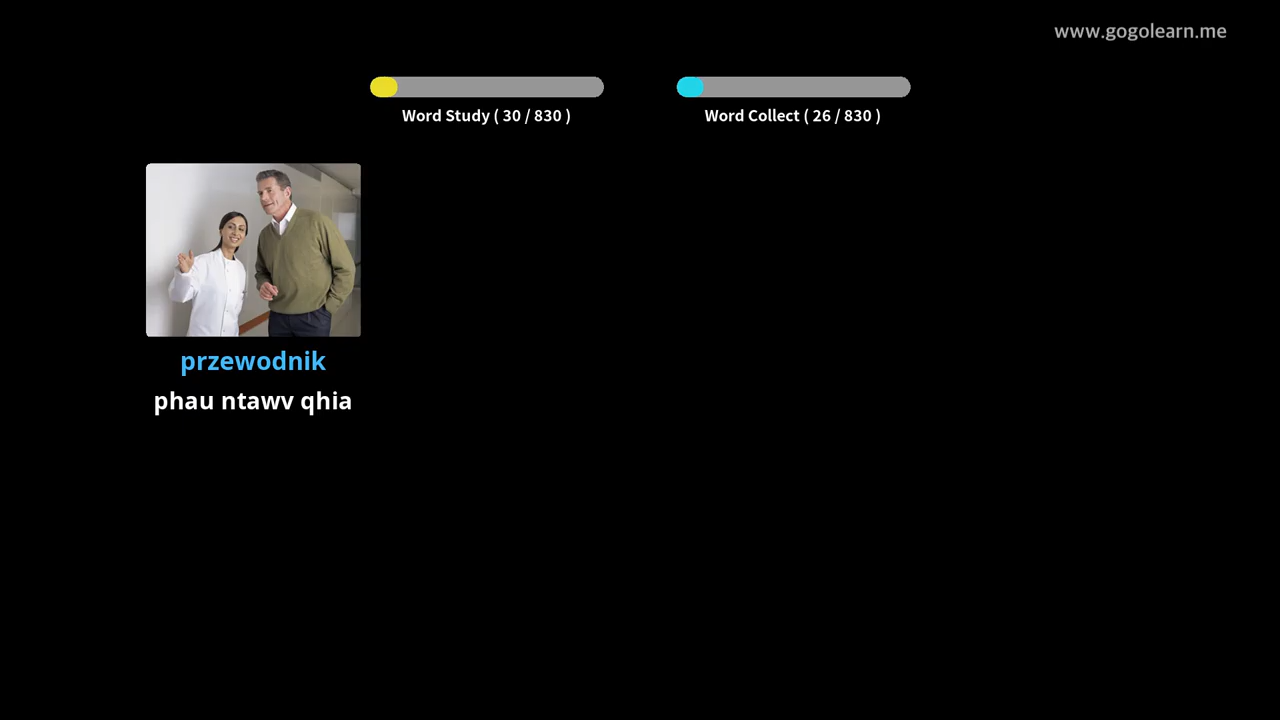 www.gogolearn.me
Word Study ( 30 / 830 )
Word Collect ( 26 / 830 )
przewodnik
phau ntawv qhia